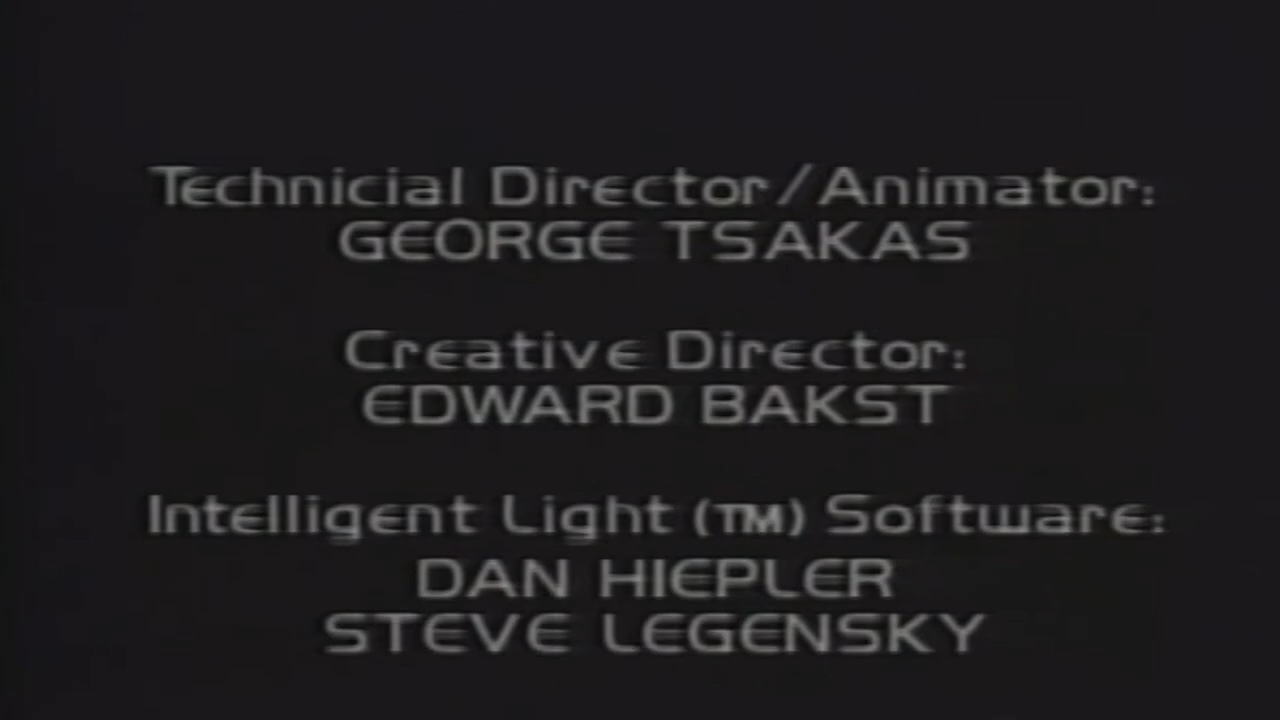 Technicial Director/Animator:
GEORGE TSAKAS
Creative Director:
EDWARD BAKST
Intelligent Light (TM) Software:
DAN HIEPLER
STEVE LEGENSKY